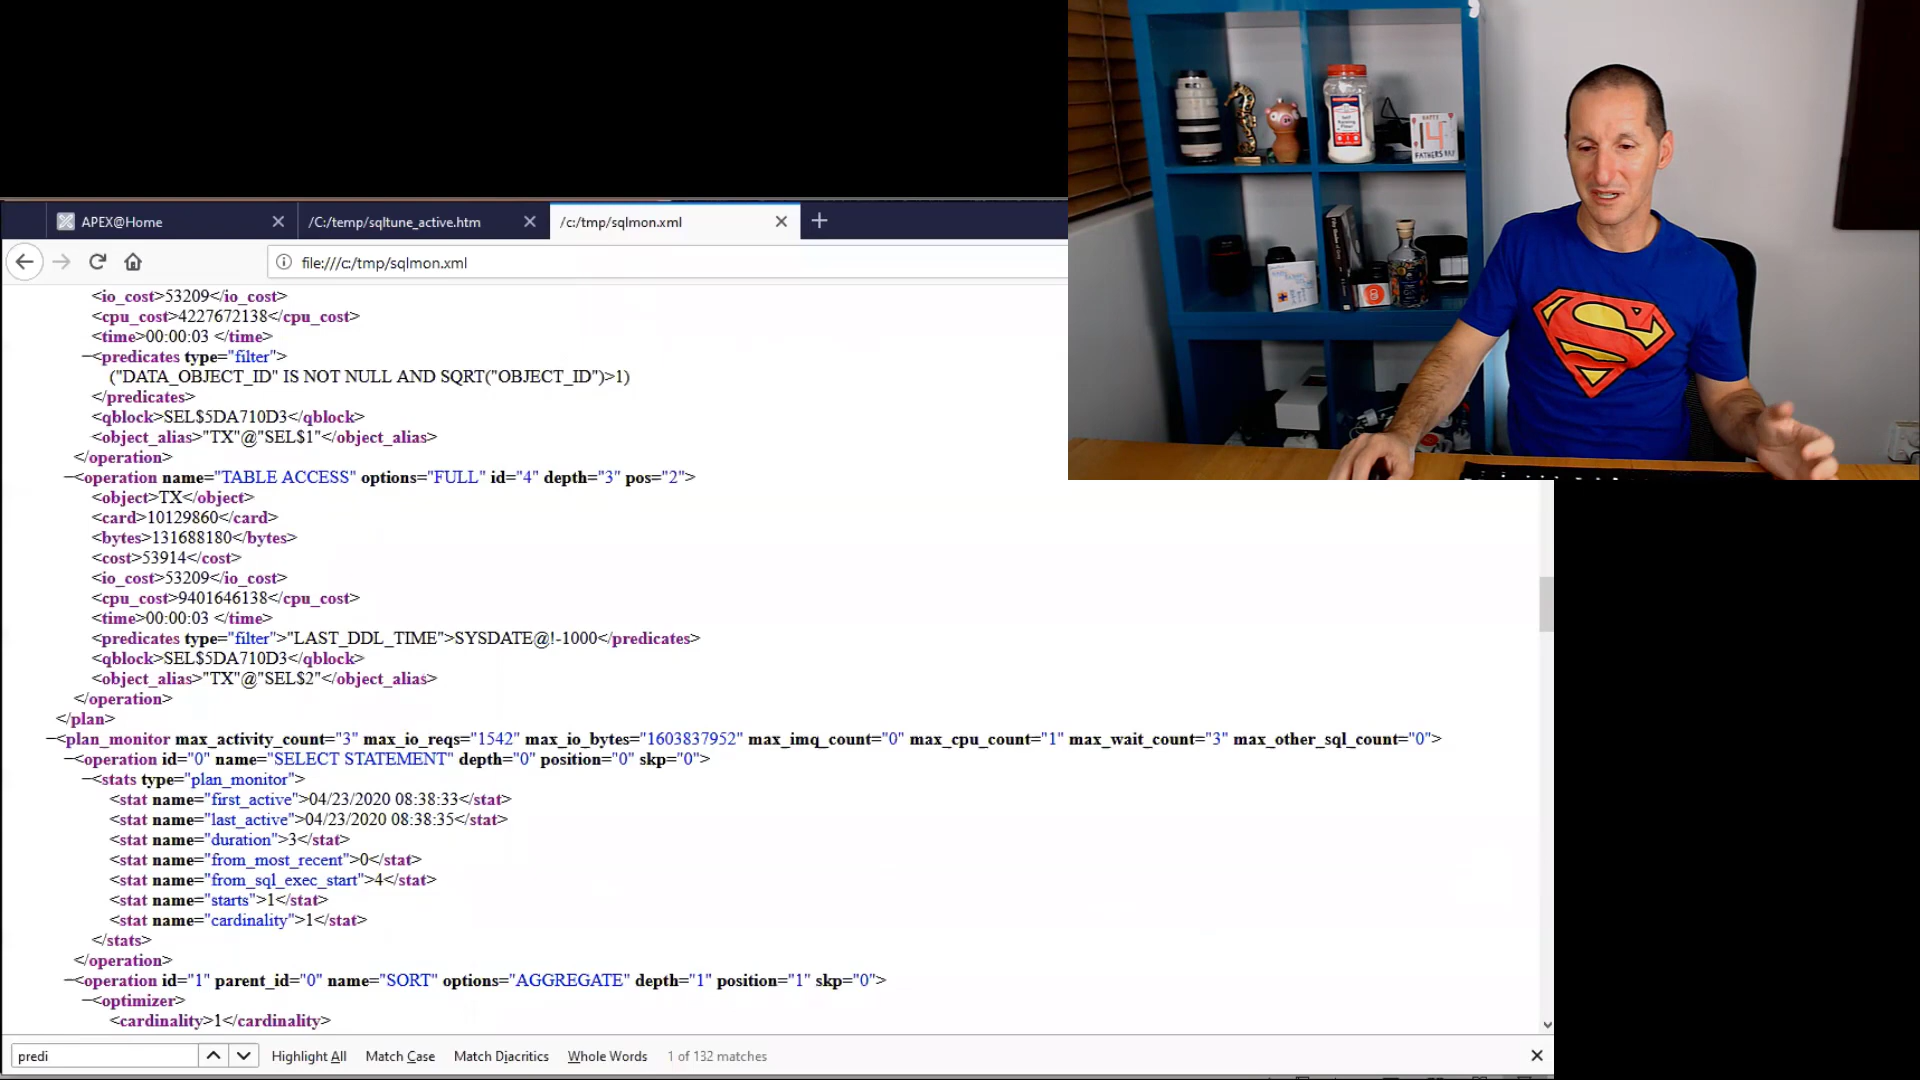 14
FATHERS DAY
APEX@Home
/C:/temp/sqltune_active.htm
/c:/tmp/sqlmon.xml
file:///c:/tmp/sqlmon.xml
<io_cost>53209</io_cost>
<cpu_cost>4227672138</cpu_cost>
<time>00:00:03 </time>
−<predicates type="filter">
("DATA_OBJECT_ID" IS NOT NULL AND SQRT("OBJECT_ID")>1)
</predicates>
<qblock>SEL$5DA710D3</qblock>
<object_alias>"TX"@"SEL$1"</object_alias>
</operation>
−<operation name="TABLE ACCESS" options="FULL" id="4" depth="3" pos="2">
<object>TX</object>
<card>10129860</card>
<bytes>131688180</bytes>
<cost>53914</cost>
<io_cost>53209</io_cost>
<cpu_cost>9401646138</cpu_cost>
<time>00:00:03 </time>
<predicates type="filter">"LAST_DDL_TIME">SYSDATE@!-1000</predicates>
<qblock>SEL$5DA710D3</qblock>
<object_alias>"TX"@"SEL$2"</object_alias>
</operation>
</plan>
−<plan_monitor max_activity_count="3" max_io_reqs="1542" max_io_bytes="1603837952" max_imq_count="0" max_cpu_count="1" max_wait_count="3" max_other_sql_count="0">
−<operation id="0" name="SELECT STATEMENT" depth="0" position="0" skp="0">
−<stats type="plan_monitor">
<stat name="first_active">04/23/2020 08:38:33</stat>
<stat name="last_active">04/23/2020 08:38:35</stat>
<stat name="duration">3</stat>
<stat name="from_most_recent">0</stat>
<stat name="from_sql_exec_start">4</stat>
<stat name="starts">1</stat>
<stat name="cardinality">1</stat>
</stats>
</operation>
−<operation id="1" parent_id="0" name="SORT" options="AGGREGATE" depth="1" position="1" skp="0">
−<optimizer>
<cardinality>1</cardinality>
predi
Highlight All
Match Case
Match Diacritics
Whole Words
1 of 132 matches